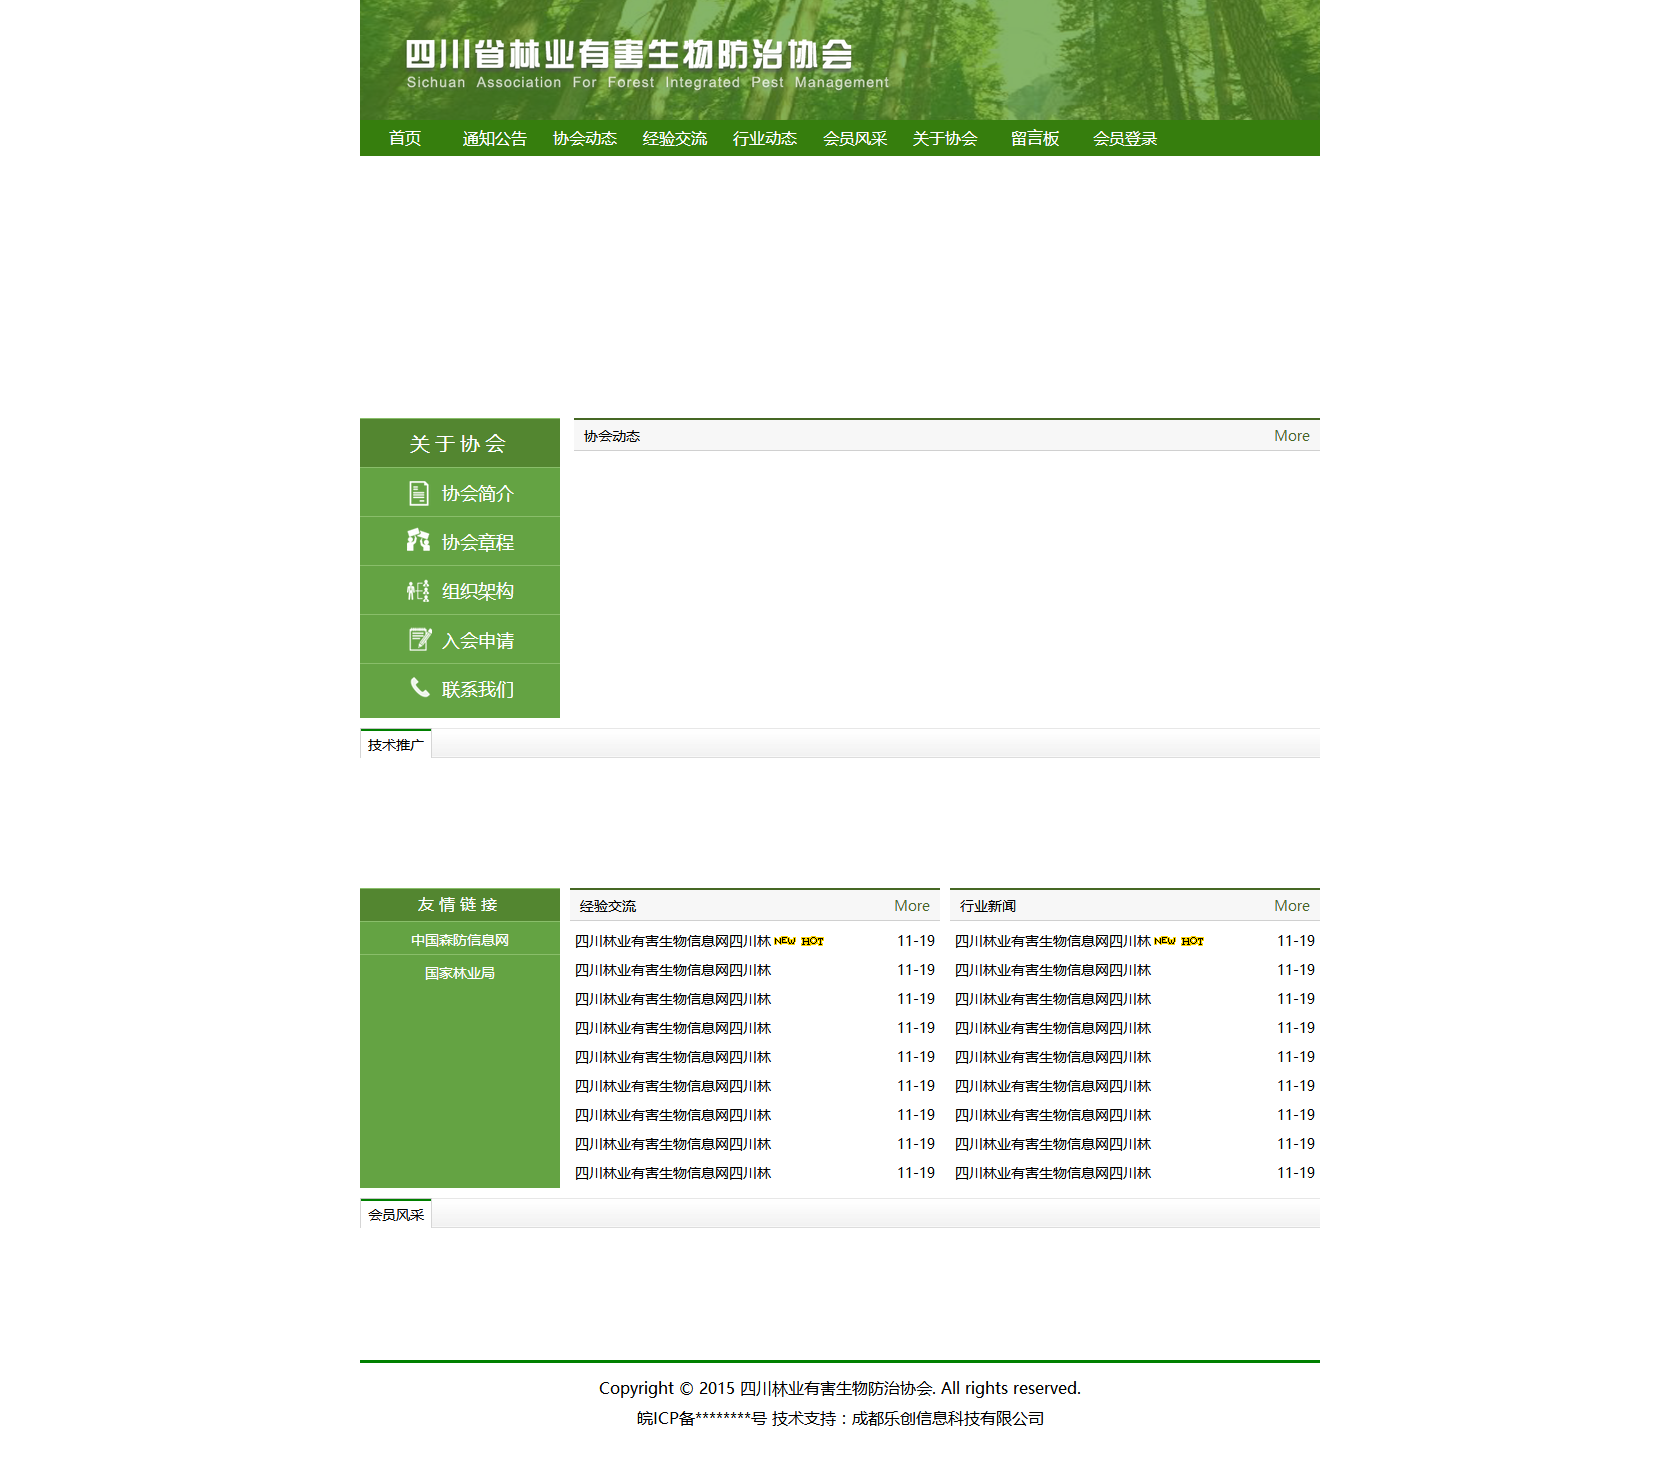 四川省林业有害生物防治协会
Sichuan Association For Forest Integrated Pest Management
首页 通知公告 协会动态 经验交流 行业动态 会员风采 关于协会 留言板 会员登录
关于协会
协会简介
协会章程
组织架构
入会申请
联系我们
协会动态 More
技术推广
友情链接
中国森防信息网
国家林业局
经验交流 More
四川林业有害生物信息网四川林 NEW HOT 11-19
四川林业有害生物信息网四川林 11-19
四川林业有害生物信息网四川林 11-19
四川林业有害生物信息网四川林 11-19
四川林业有害生物信息网四川林 11-19
四川林业有害生物信息网四川林 11-19
四川林业有害生物信息网四川林 11-19
四川林业有害生物信息网四川林 11-19
四川林业有害生物信息网四川林 11-19
行业新闻 More
四川林业有害生物信息网四川林 NEW HOT 11-19
四川林业有害生物信息网四川林 11-19
四川林业有害生物信息网四川林 11-19
四川林业有害生物信息网四川林 11-19
四川林业有害生物信息网四川林 11-19
四川林业有害生物信息网四川林 11-19
四川林业有害生物信息网四川林 11-19
四川林业有害生物信息网四川林 11-19
四川林业有害生物信息网四川林 11-19
会员风采
Copyright © 2015 四川林业有害生物防治协会. All rights reserved.
皖ICP备********号 技术支持：成都乐创信息科技有限公司